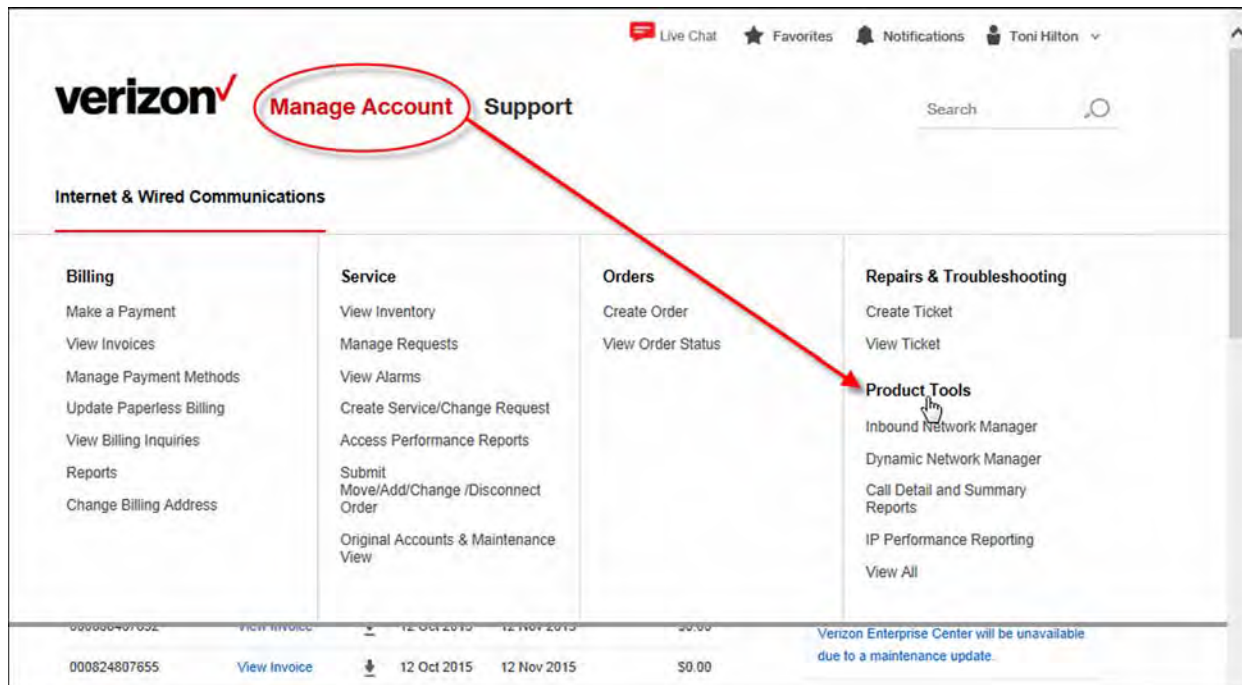 Live Chat Favorites Notifications Toni Hilton
verizon Manage Account Support
Search
Internet & Wired Communications
Billing
Make a Payment
View Invoices
Manage Payment Methods
Update Paperless Billing
View Billing Inquiries
Reports
Change Billing Address
Service
View Inventory
Manage Requests
View Alarms
Create Service/Change Request
Access Performance Reports
Submit
Move/Add/Change /Disconnect
Order
Original Accounts & Maintenance
View
Orders
Create Order
View Order Status
Repairs & Troubleshooting
Create Ticket
View Ticket
Product Tools
Inbound Network Manager
Dynamic Network Manager
Call Detail and Summary
Reports
IP Performance Reporting
View All
View Invoice 12 Oct 2015 12 Nov 2015 $0.00
000824807655 View Invoice 12 Oct 2015 12 Nov 2015 $0.00
Verizon Enterprise Center will be unavailable
due to a maintenance update.